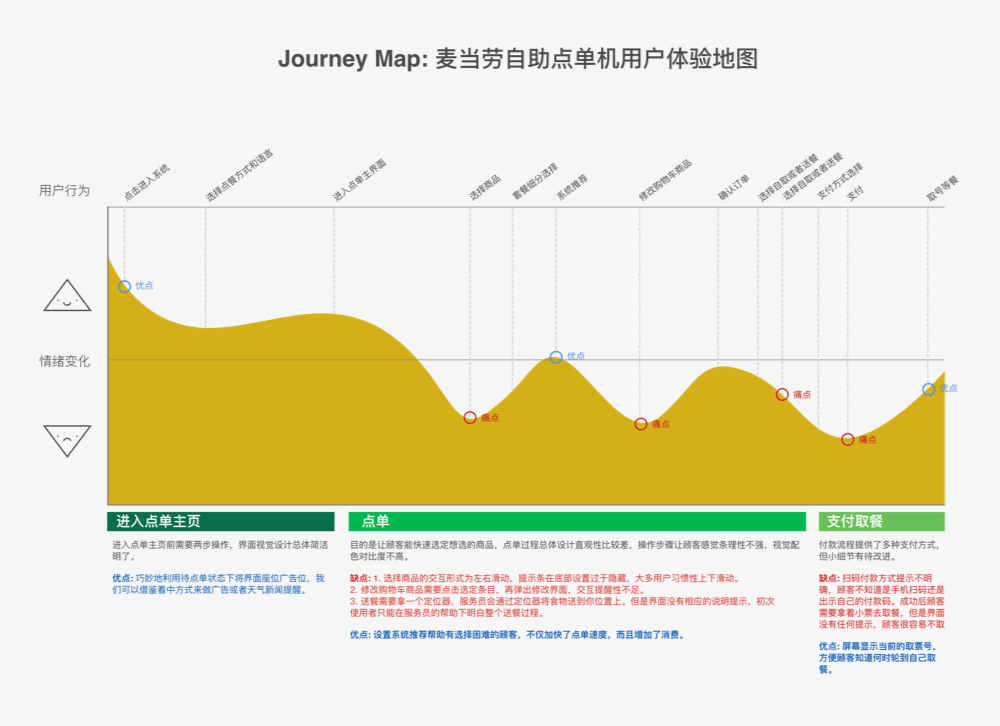 Journey Map: 麦当劳自助点单机用户体验地图
用户行为
点击进入系统
选择点餐方式和语言
进入点单主界面
选择商品
套餐细分选择
系统推荐
修改购物车商品
确认订单
选择自取或者送餐
选择自取或者送餐
支付方式选择
支付
取号等餐
优点
情绪变化
优点
痛点
痛点
痛点
优点
痛点
进入点单主页
进入点单主页前需要两步操作，界面视觉设计总体简洁
明了。
优点: 巧妙地利用待点单状态下将界面座位广告位，我
们可以借鉴看中方式来做广告或者天气新闻提醒。
点单
目的是让顾客能快速选定想选的商品，点单过程总体设计直观性比较差，操作步骤让顾客感觉条理性不强，视觉配
色对比度不高。
缺点: 1. 选择商品的交互形式为左右滑动，提示条在底部设置过于隐藏，大多用户习惯性上下滑动。
2. 修改购物车商品需要点击选定条目，再弹出修改界面，交互提醒性不足。
3. 送餐需要拿一个定位器，服务员会通过定位器将食物送到你位置上，但是界面没有相应的说明提示，初次
使用者只能在服务员的帮助下明白整个送餐过程。
优点: 设置系统推荐帮助有选择困难的顾客，不仅加快了点单速度，而且增加了消费。
支付取餐
付款流程提供了多种支付方式，
但小细节有待改进。
缺点: 扫码付款方式提示不明
确，顾客不知道是手机扫码还是
出示自己的付款码。成功后顾客
需要拿着小票去取餐，但是界面
没有任何提示，顾客很容易不取
优点: 屏幕显示当前的取票号，
方便顾客知道何时轮到自己取
餐。